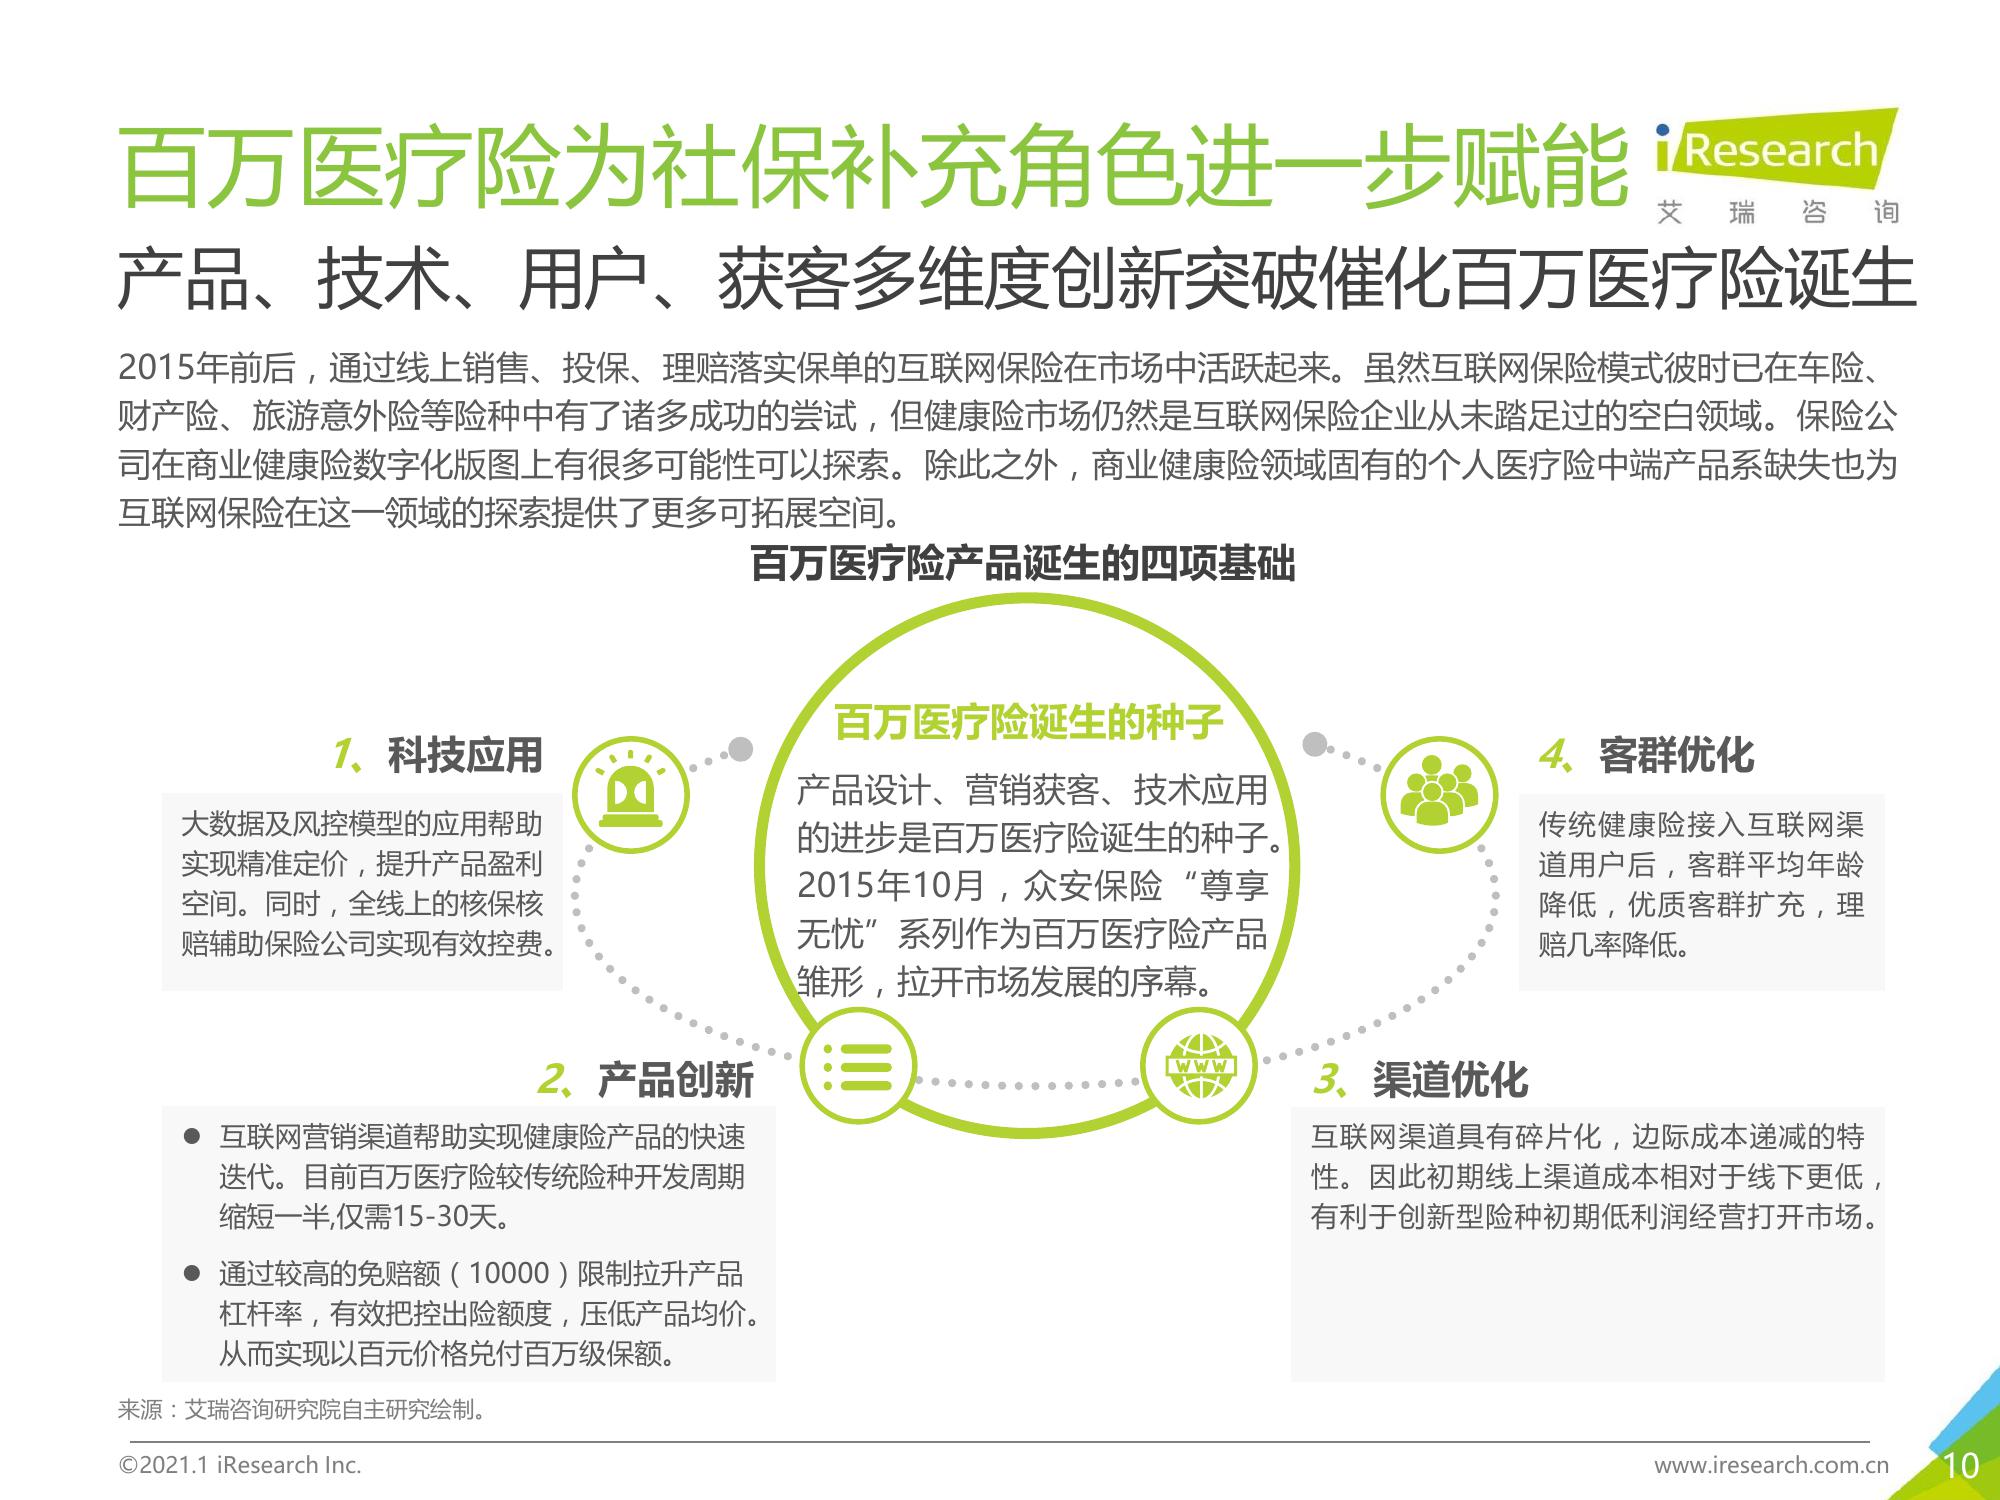 百万医疗险为社保补充角色进一步赋能
iResearch
艾瑞咨询
产品、技术、用户、获客多维度创新突破催化百万医疗险诞生
2015年前后，通过线上销售、投保、理赔落实保单的互联网保险在市场中活跃起来。虽然互联网保险模式彼时已在车险、
财产险、旅游意外险等险种中有了诸多成功的尝试，但健康险市场仍然是互联网保险企业从未踏足过的空白领域。保险公
司在商业健康险数字化版图上有很多可能性可以探索。除此之外，商业健康险领域固有的个人医疗险中端产品系缺失也为
互联网保险在这一领域的探索提供了更多可拓展空间。
百万医疗险产品诞生的四项基础
百万医疗险诞生的种子
产品设计、营销获客、技术应用
的进步是百万医疗险诞生的种子。
2015年10月，众安保险“尊享
无忧”系列作为百万医疗险产品
雏形，拉开市场发展的序幕。
1、科技应用
大数据及风控模型的应用帮助
实现精准定价，提升产品盈利
空间。同时，全线上的核保核
赔辅助保险公司实现有效控费。
4、客群优化
传统健康险接入互联网渠
道用户后，客群平均年龄
降低，优质客群扩充，理
赔几率降低。
2、产品创新
● 互联网营销渠道帮助实现健康险产品的快速
迭代。目前百万医疗险较传统险种开发周期
缩短一半,仅需15-30天。
● 通过较高的免赔额（10000）限制拉升产品
杠杆率，有效把控出险额度，压低产品均价。
从而实现以百元价格兑付百万级保额。
WWW
3、渠道优化
互联网渠道具有碎片化，边际成本递减的特
性。因此初期线上渠道成本相对于线下更低，
有利于创新型险种初期低利润经营打开市场。
来源：艾瑞咨询研究院自主研究绘制。
©2021.1 iResearch Inc.
www.iresearch.com.cn
10